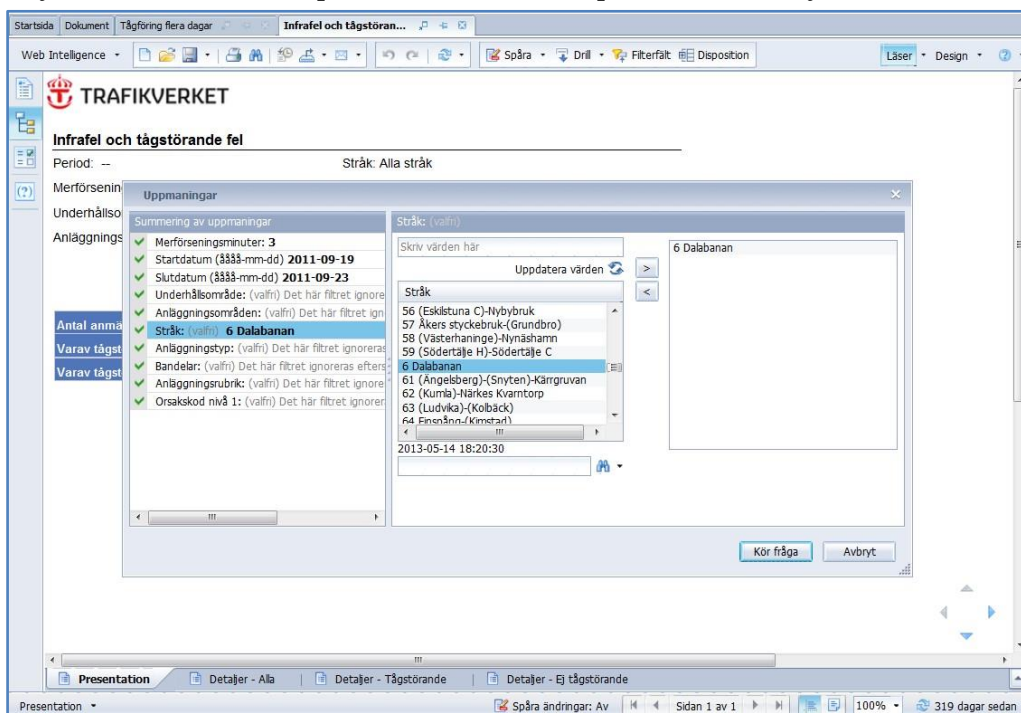 Startsida Dokument Tågföring flera dagar Infrafel och tågstöran...
Web Intelligence Spåra Drill Filterfält Disposition Läser Design
TRAFIKVERKET
Infrafel och tågstörande fel
Period: -- Stråk: Alla stråk
Merförsenin
Underhållso
Anläggnings
Antal anmä
Varav tågst
Varav tågst
Uppmaningar
Summering av uppmaningar
Merförseningsminuter: 3
Startdatum (åååå-mm-dd) 2011-09-19
Slutdatum (åååå-mm-dd) 2011-09-23
Underhållsområde: (valfri) Det här filtret ignore
Anläggningsområden: (valfri) Det här filtret ign
Stråk: (valfri) 6 Dalabanan
Anläggningstyp: (valfri) Det här filtret ignoreras
Bandelar: (valfri) Det här filtret ignoreras efters
Anläggningsrubrik: (valfri) Det här filtret ignore
Orsakskod nivå 1: (valfri) Det här filtret ignorer
Stråk: (valfri)
Skriv värden här
Uppdatera värden
>
<
Stråk
56 (Eskilstuna C)-Nybybruk
57 Åkers styckebruk-(Grundbro)
58 (Västerhaninge)-Nynäshamn
59 (Södertälje H)-Södertälje C
6 Dalabanan
61 (Ängelsberg)-(Snyten)-Kärrgruvan
62 (Kumla)-Närkes Kvarntorp
63 (Ludvika)-(Kolbäck)
64 Finspång-(Kimstad)
2013-05-14 18:20:30
6 Dalabanan
Kör fråga Avbryt
Presentation Detaljer - Alla Detaljer - Tågstörande Detaljer - Ej tågstörande
Presentation Spåra ändringar: Av Sidan 1 av 1 100% 319 dagar sedan